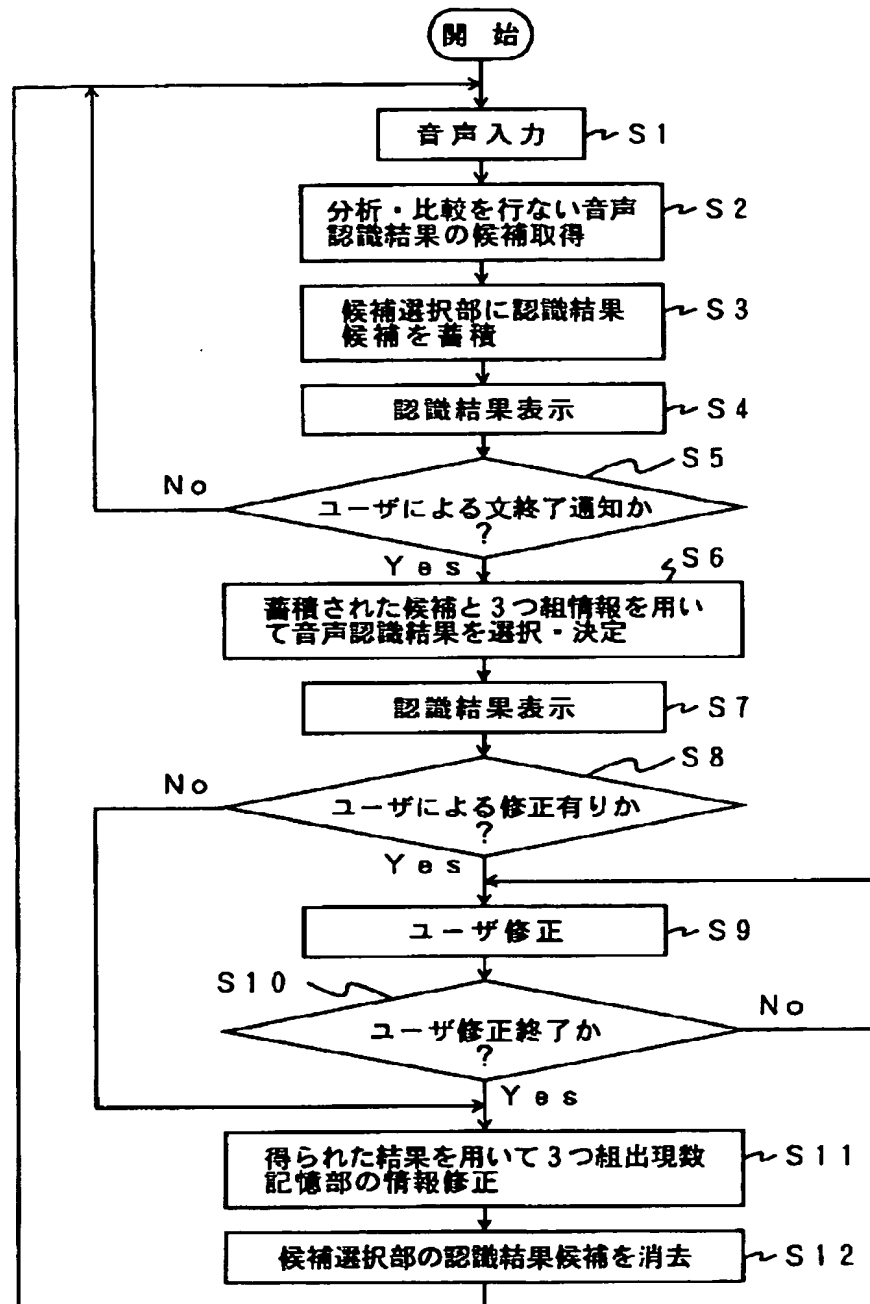 開始
音声入力 S1
分析・比較を行ない音声 S2
認識結果の候補取得
候補選択部に認識結果 S3
候補を蓄積
認識結果表示 S4
S5
No
ユーザによる文終了通知か
?
Yes
S6
蓄積された候補と3つ組情報を用い
て音声認識結果を選択・決定
認識結果表示 S7
S8
No
ユーザによる修正有りか
?
Yes
ユーザ修正 S9
S10
No
ユーザ修正終了か
?
Yes
得られた結果を用いて3つ組出現数 S11
記憶部の情報修正
候補選択部の認識結果候補を消去 S12